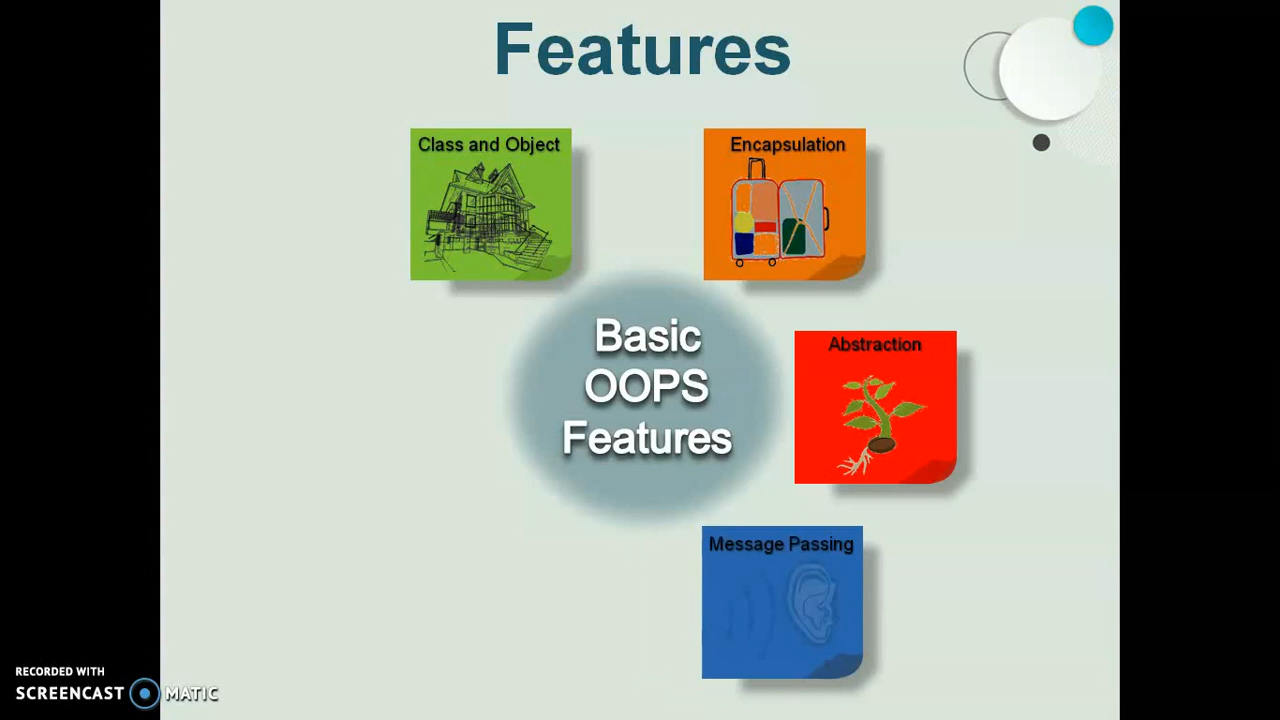 Features
Class and Object
Encapsulation
Basic
OOPS
Features
Abstraction
Message Passing
RECORDED WITH
SCREENCAST MATIC